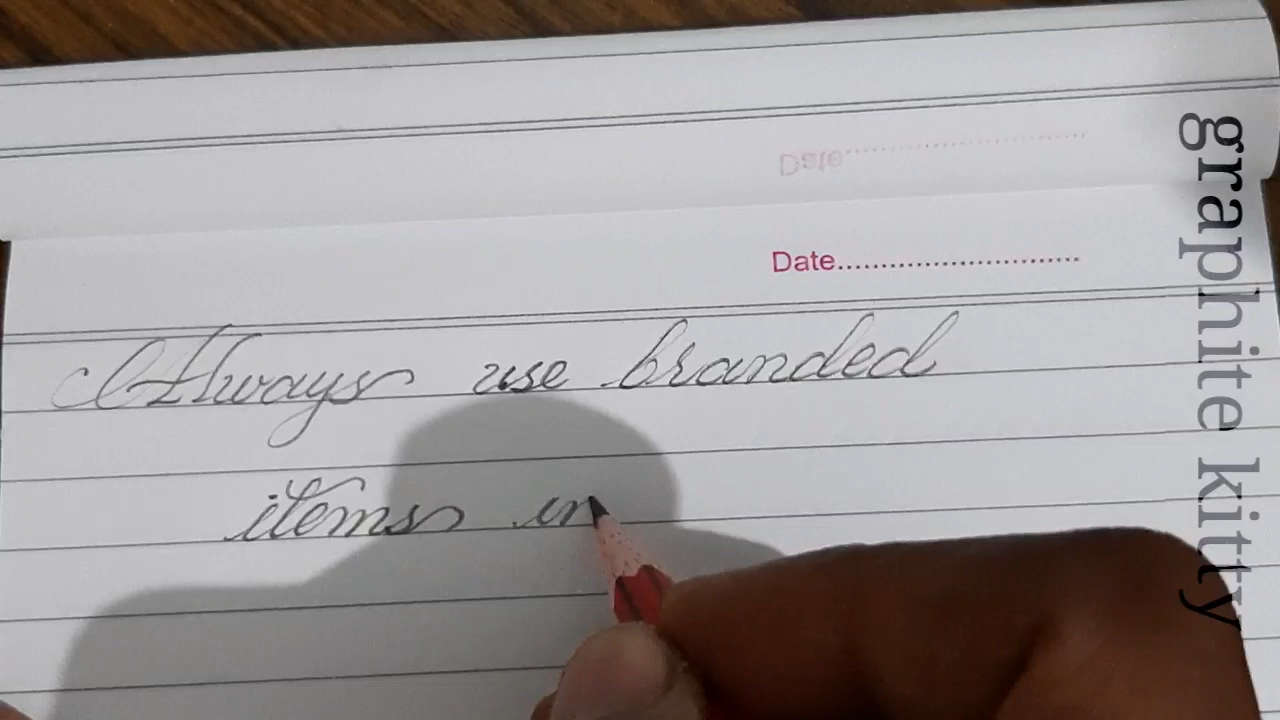 Date..............................
Date..............................
Always use branded
items in
graphite kitty